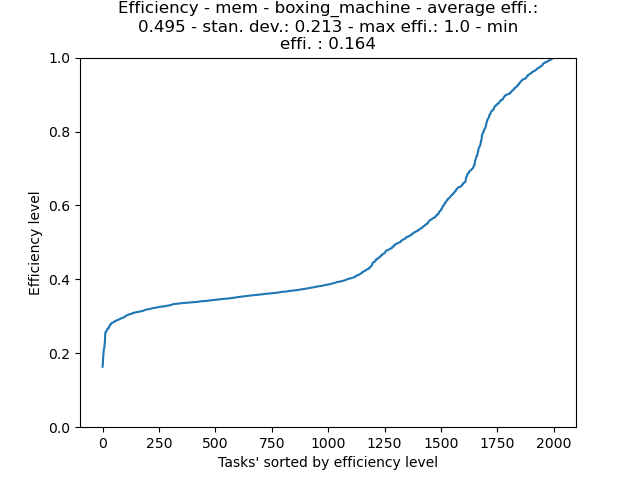 Efficiency - mem - boxing_machine - average effi.:
0.495 - stan. dev.: 0.213 - max effi.: 1.0 - min
effi. : 0.164
1.0
0.8
0.6
0.4
0.2
0.0
Efficiency level
0 250 500 750 1000 1250 1500 1750 2000
Tasks' sorted by efficiency level